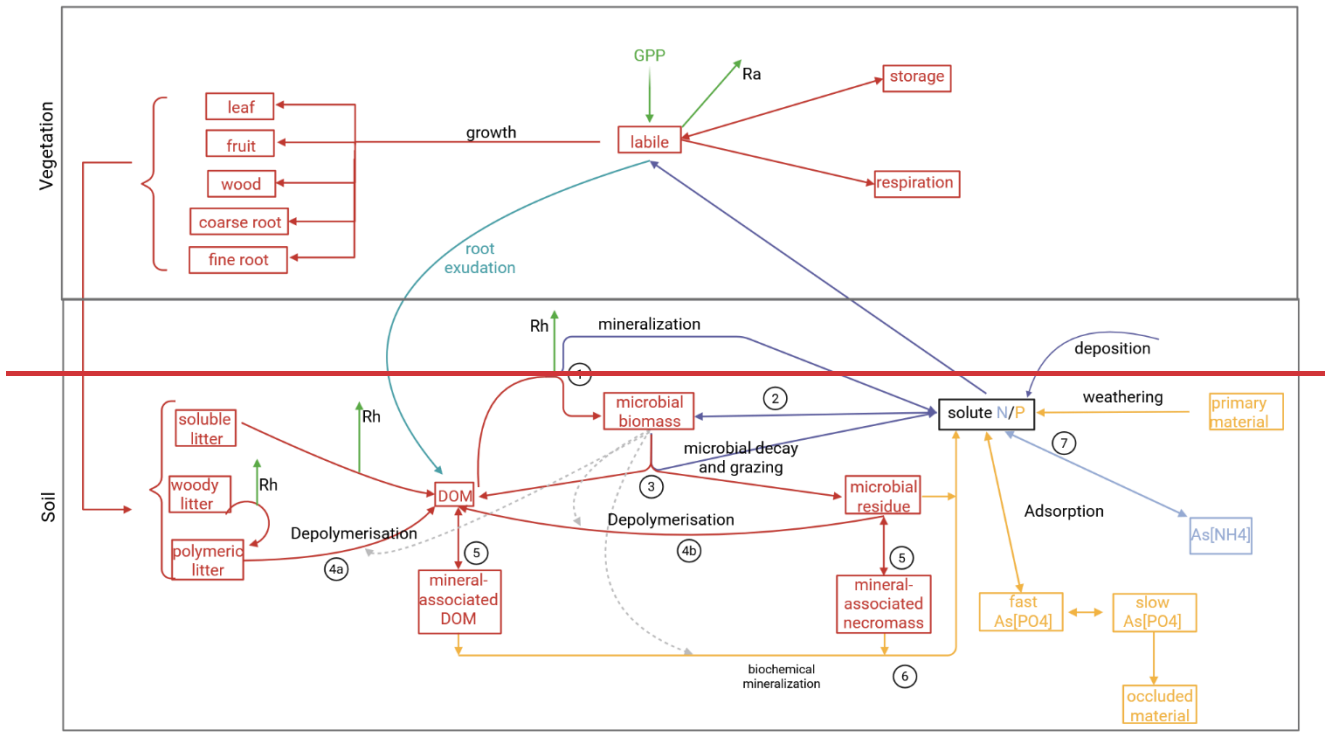 Vegetation
GPP
Ra
storage
leaf
growth
labile
fruit
wood
respiration
coarse root
fine root
root
exudation
Soil
Rh
mineralization
deposition
1
microbial
biomass
2
solute N/P
weathering
primary
material
soluble
litter
Rh
microbial decay
and grazing
7
woody
litter
Rh
DOM
3
microbial
residue
Adsorption
Depolymerisation
Depolymerisation
As[NH4]
polymeric
litter
4a
5
4b
5
mineral-
associated
DOM
mineral-
associated
necromass
fast
As[PO4]
slow
As[PO4]
biochemical
mineralization
6
occluded
material